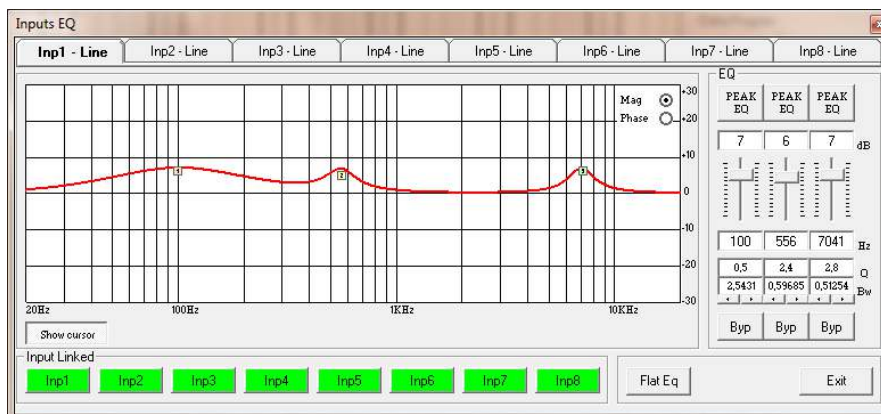 Inputs EQ
Inp1 - Line
Inp2 - Line
Inp3 - Line
Inp4 - Line
Inp5 - Line
Inp6 - Line
Inp7 - Line
Inp8 - Line
Mag
Phase
+30
+20
+10
0
-10
-20
-30
1
2
3
20Hz
100Hz
1KHz
10KHz
Show cursor
EQ
PEAK EQ
PEAK EQ
PEAK EQ
7 6 7 dB
100 556 7041 Hz
0,5 2,4 2,8 Q
2,5431 0,59685 0,51254 Bw
Byp Byp Byp
Input Linked
Inp1 Inp2 Inp3 Inp4 Inp5 Inp6 Inp7 Inp8
Flat Eq
Exit